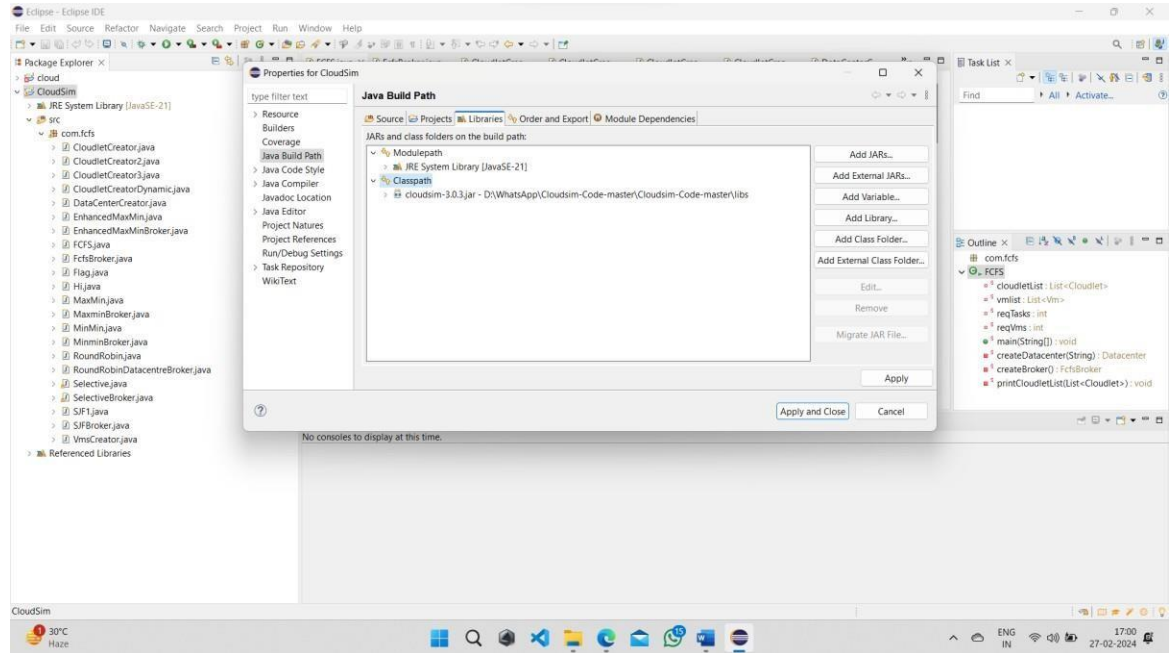 Eclipse - Eclipse IDE
File Edit Source Refactor Navigate Search Project Run Window Help
Package Explorer
cloud
CloudSim
JRE System Library [JavaSE-21]
src
com.fcfs
CloudletCreator.java
CloudletCreator2.java
CloudletCreator3.java
CloudletCreatorDynamic.java
DataCenterCreator.java
EnhancedMaxMin.java
EnhancedMaxMinBroker.java
FCFS.java
FcfsBroker.java
Flag.java
Hi.java
MaxMin.java
MaxminBroker.java
MinMin.java
MinminBroker.java
RoundRobin.java
RoundRobinDatacentreBroker.java
Selective.java
SelectiveBroker.java
SJF1.java
SJFBroker.java
VmsCreator.java
Referenced Libraries
Properties for CloudSim
type filter text
Resource
Builders
Coverage
Java Build Path
Java Code Style
Java Compiler
Javadoc Location
Java Editor
Project Natures
Project References
Run/Debug Settings
Task Repository
WikiText
Java Build Path
Source Projects Libraries Order and Export Module Dependencies
JARs and class folders on the build path:
Modulepath
JRE System Library [JavaSE-21]
Classpath
cloudsim-3.0.3.jar - D:\WhatsApp\Cloudsim-Code-master\Cloudsim-Code-master\libs
Add JARs...
Add External JARs...
Add Variable...
Add Library...
Add Class Folder...
Add External Class Folder...
Edit...
Remove
Migrate JAR File...
Apply
Apply and Close Cancel
No consoles to display at this time.
Task List
Find All Activate...
Outline
com.fcfs
FCFS
cloudletList : List<Cloudlet>
vmlist : List<Vm>
reqTasks : int
reqVms : int
main(String[]) : void
createDatacenter(String) : Datacenter
createBroker() : FcfsBroker
printCloudletList(List<Cloudlet>) : void
CloudSim
1
30°C
Haze
15
ENG
IN
17:00
27-02-2024